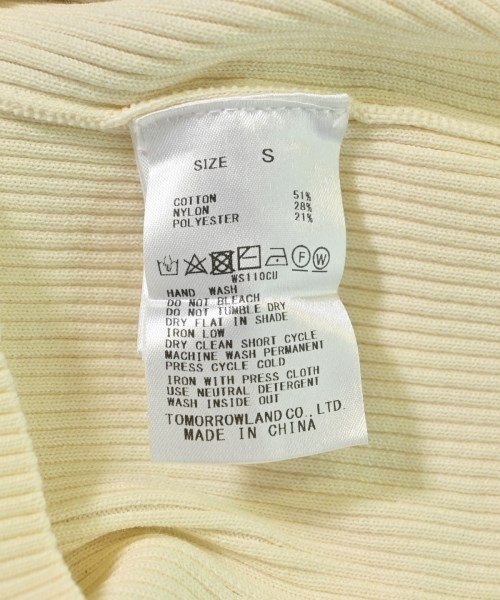 SIZE S
COTTON 51%
NYLON 28%
POLYESTER 21%
F W
WS110CU
HAND WASH
DO NOT BLEACH
DO NOT TUMBLE DRY
DRY FLAT IN SHADE
IRON LOW
DRY CLEAN SHORT CYCLE
MACHINE WASH PERMANENT
PRESS CYCLE COLD
IRON WITH PRESS CLOTH
USE NEUTRAL DETERGENT
WASH INSIDE OUT
TOMORROWLAND CO., LTD.
MADE IN CHINA